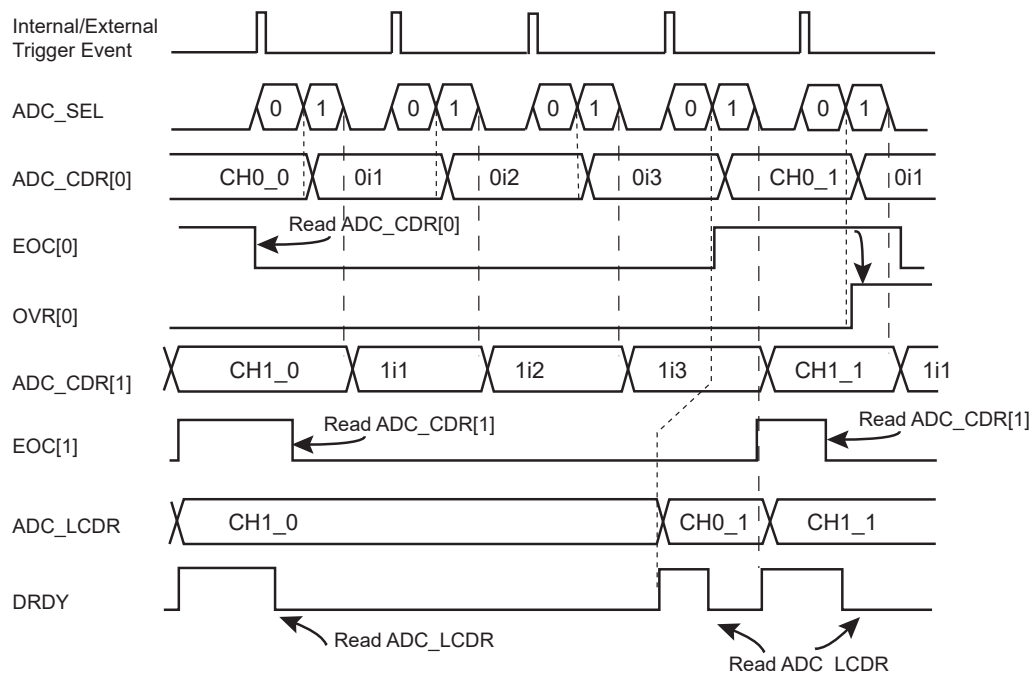 Internal/External
Trigger Event
ADC_SEL
0 1 0 1 0 1 0 1 0 1
ADC_CDR[0]
CH0_0 0i1 0i2 0i3 CH0_1 0i1
Read ADC_CDR[0]
EOC[0]
OVR[0]
ADC_CDR[1]
CH1_0 1i1 1i2 1i3 CH1_1 1i1
Read ADC_CDR[1]
Read ADC_CDR[1]
EOC[1]
ADC_LCDR
CH1_0 CH0_1 CH1_1
DRDY
Read ADC_LCDR
Read ADC_LCDR